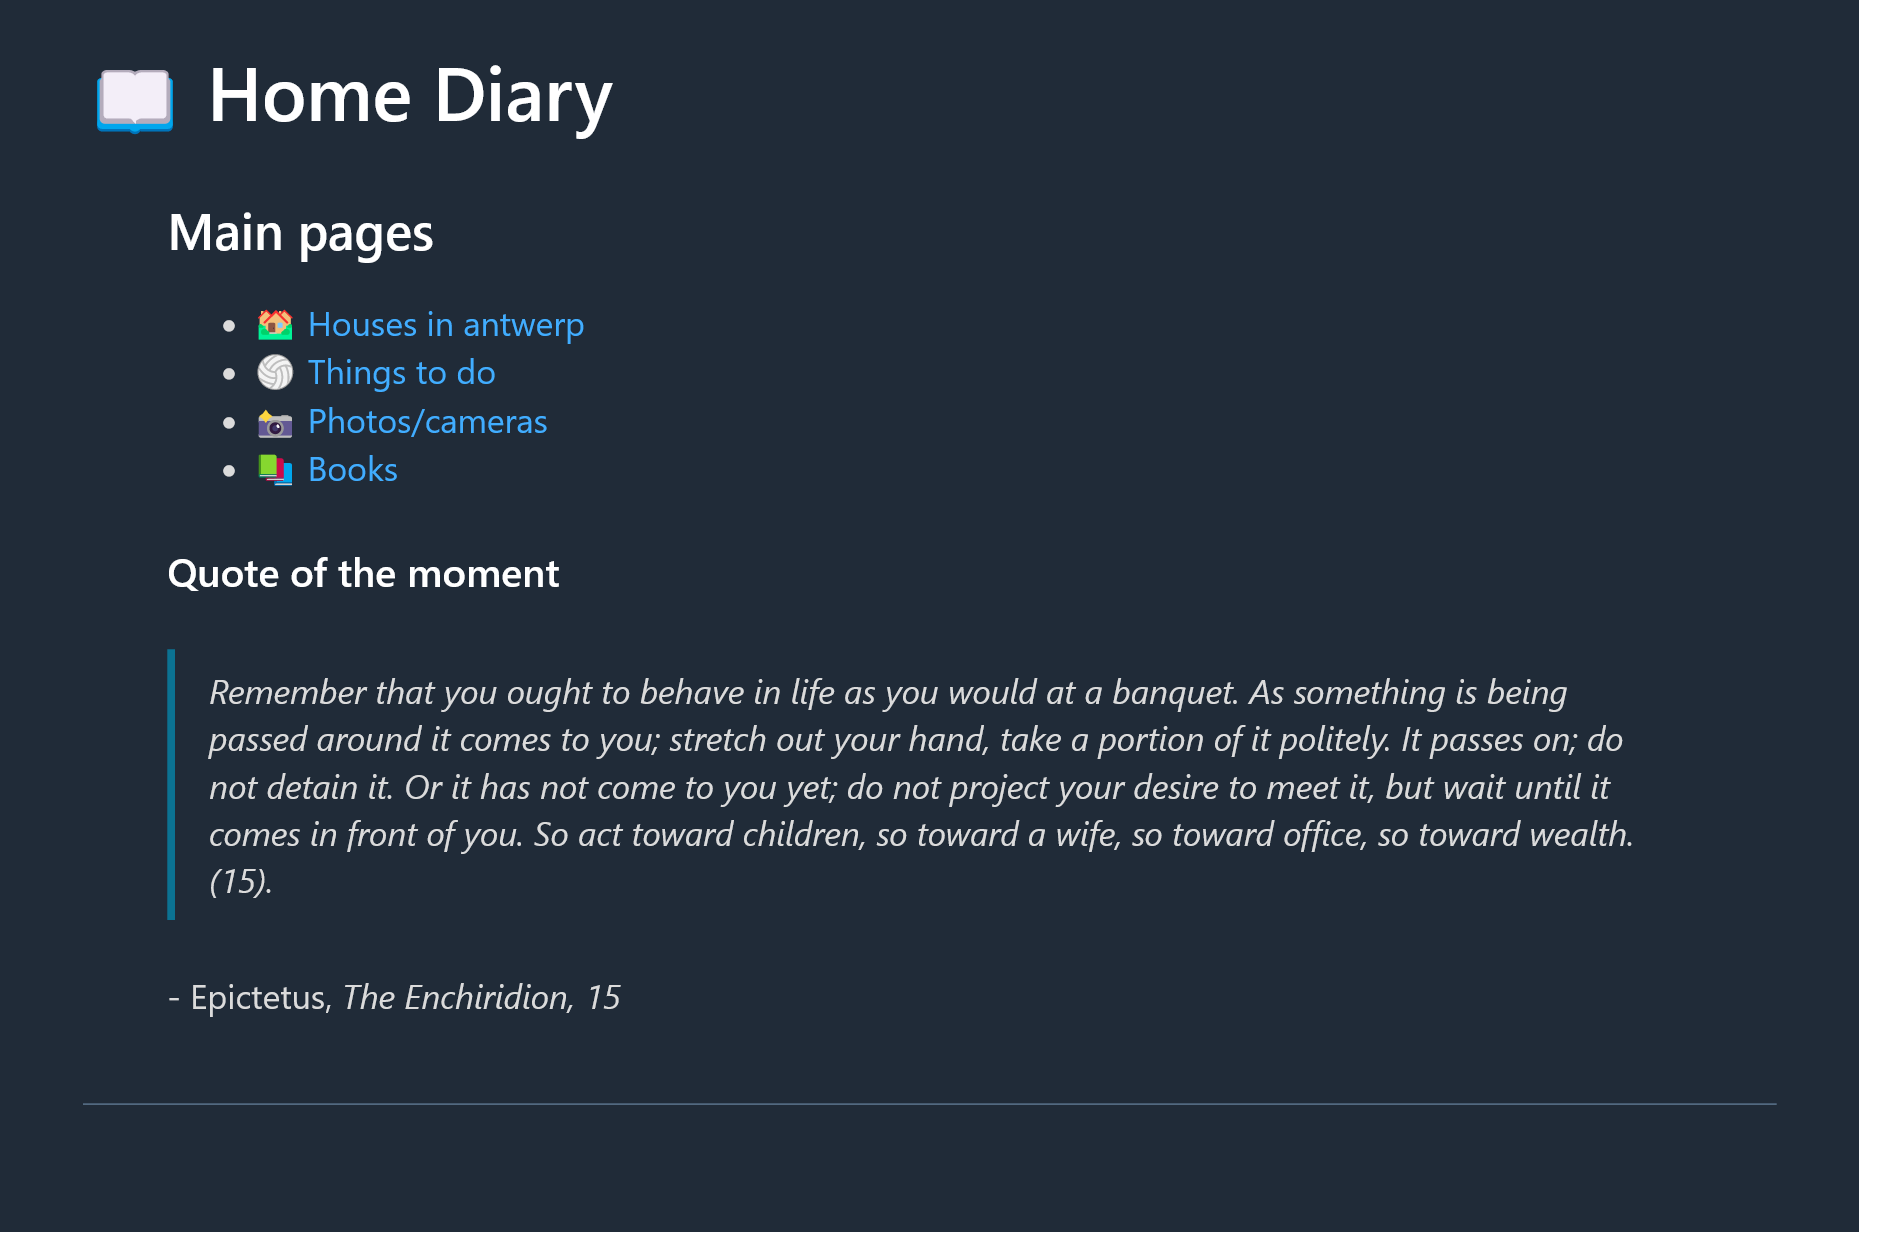 Home Diary
Main pages
Houses in antwerp
Things to do
Photos/cameras
Books
Quote of the moment
Remember that you ought to behave in life as you would at a banquet. As something is being
passed around it comes to you; stretch out your hand, take a portion of it politely. It passes on; do
not detain it. Or it has not come to you yet; do not project your desire to meet it, but wait until it
comes in front of you. So act toward children, so toward a wife, so toward office, so toward wealth.
(15).
- Epictetus, The Enchiridion, 15